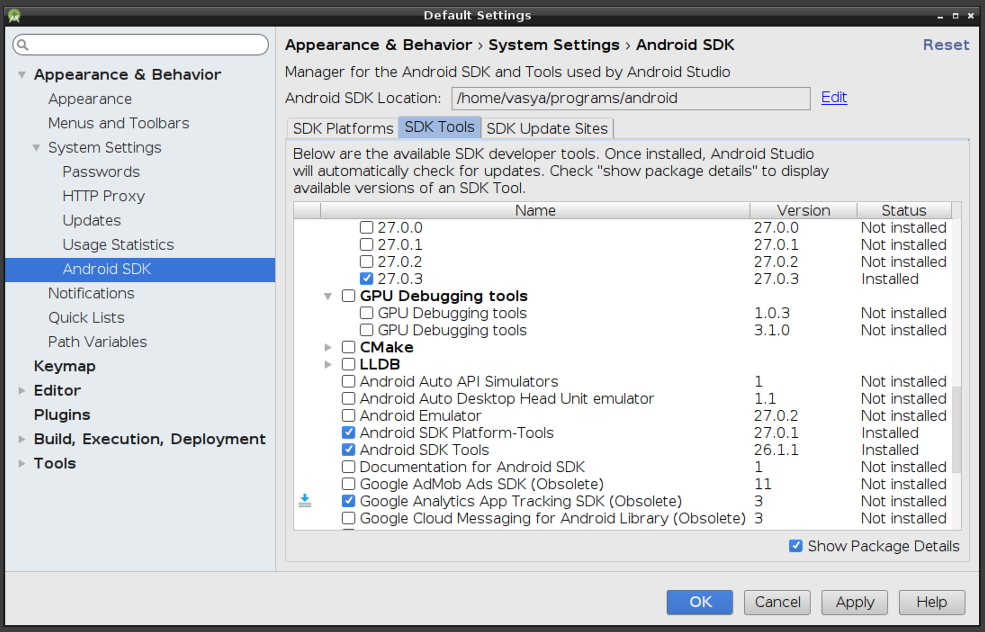 Default Settings
Appearance & Behavior › System Settings › Android SDK
Reset
Appearance & Behavior
Appearance
Menus and Toolbars
System Settings
Passwords
HTTP Proxy
Updates
Usage Statistics
Android SDK
Notifications
Quick Lists
Path Variables
Keymap
Editor
Plugins
Build, Execution, Deployment
Tools
Manager for the Android SDK and Tools used by Android Studio
Android SDK Location: /home/vasya/programs/android Edit
SDK Platforms SDK Tools SDK Update Sites
Below are the available SDK developer tools. Once installed, Android Studio
will automatically check for updates. Check "show package details" to display
available versions of an SDK Tool.
Name Version Status
27.0.0 27.0.0 Not installed
27.0.1 27.0.1 Not installed
27.0.2 27.0.2 Not installed
27.0.3 27.0.3 Installed
GPU Debugging tools
GPU Debugging tools 1.0.3 Not installed
GPU Debugging tools 3.1.0 Not installed
CMake
LLDB
Android Auto API Simulators 1 Not installed
Android Auto Desktop Head Unit emulator 1.1 Not installed
Android Emulator 27.0.2 Not installed
Android SDK Platform-Tools 27.0.1 Installed
Android SDK Tools 26.1.1 Installed
Documentation for Android SDK 1 Not installed
Google AdMob Ads SDK (Obsolete) 11 Not installed
Google Analytics App Tracking SDK (Obsolete) 3 Not installed
Google Cloud Messaging for Android Library (Obsolete) 3 Not installed
Show Package Details
OK Cancel Apply Help